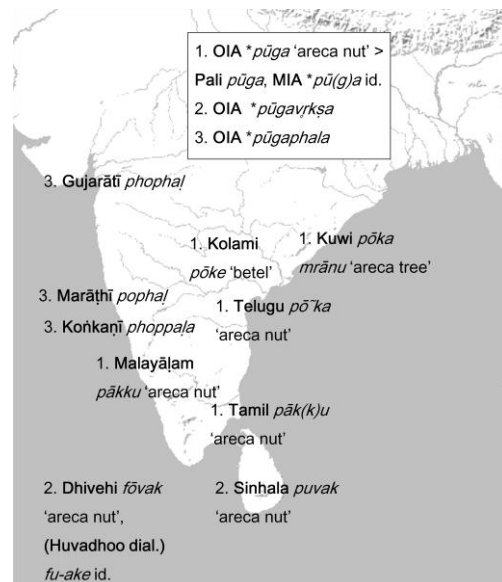 1. OIA *pūga ‘areca nut’ >
Pali pūga, MIA *pū(g)a id.
2. OIA *pūgavṛkṣa
3. OIA *pūgaphala
3. Gujarātī phophaḷ
1. Kolami
pōke ‘betel’
1. Kuwi pōka
mrānu ‘areca tree’
3. Marāṭhī pophaḷ
3. Koṅkaṇī phoppaḷa
1. Telugu pō̃ka
‘areca nut’
1. Malayāḷam
pākku ‘areca nut’
1. Tamil pāk(k)u
‘areca nut’
2. Dhivehi fōvak
‘areca nut’,
(Huvadhoo dial.)
fu-ake id.
2. Siṅhala puvak
‘areca nut’